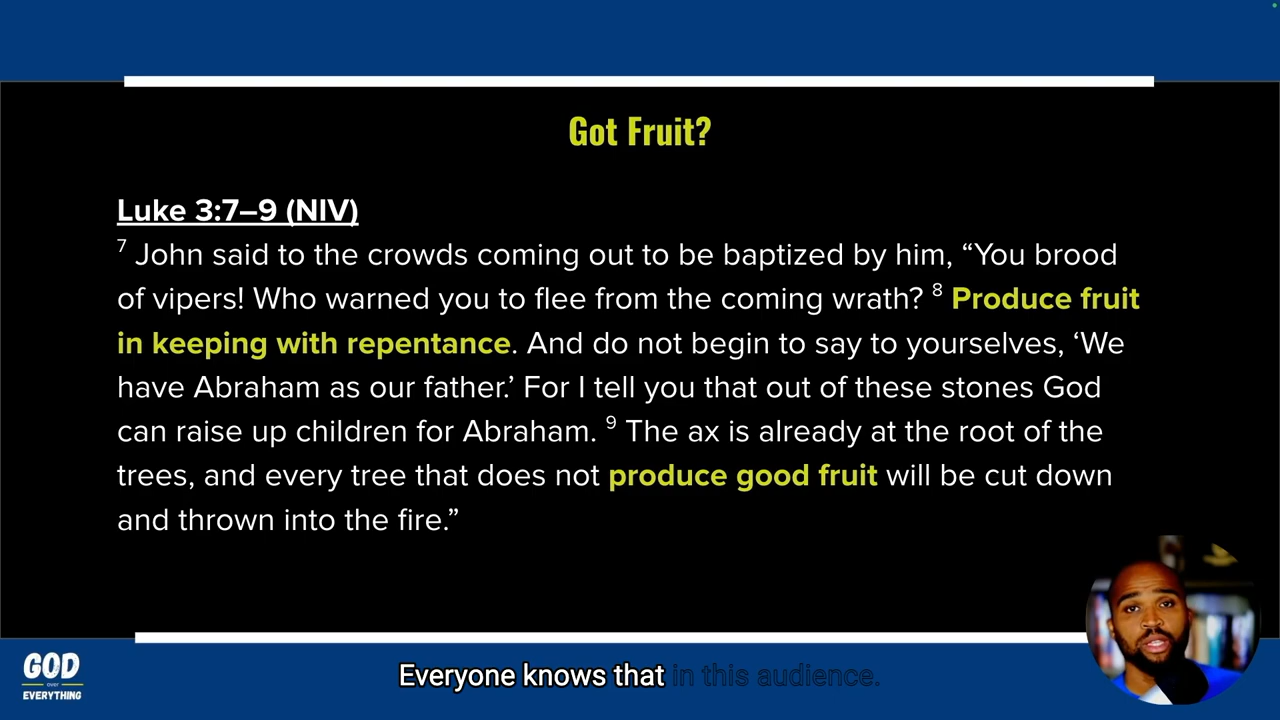 Got Fruit?
Luke 3:7–9 (NIV)
7 John said to the crowds coming out to be baptized by him, “You brood
of vipers! Who warned you to flee from the coming wrath? 8 Produce fruit
in keeping with repentance. And do not begin to say to yourselves, ‘We
have Abraham as our father.’ For I tell you that out of these stones God
can raise up children for Abraham. 9 The ax is already at the root of the
trees, and every tree that does not produce good fruit will be cut down
and thrown into the fire.”
GOD
OVER
EVERYTHING
Everyone knows that in this audience.